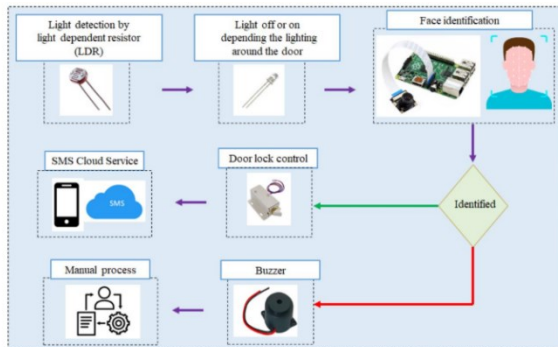 Light detection by
light dependent resistor
(LDR)
Light off or on
depending the lighting
around the door
Face identification
SMS Cloud Service
SMS
Door lock control
Identified
Manual process
Buzzer